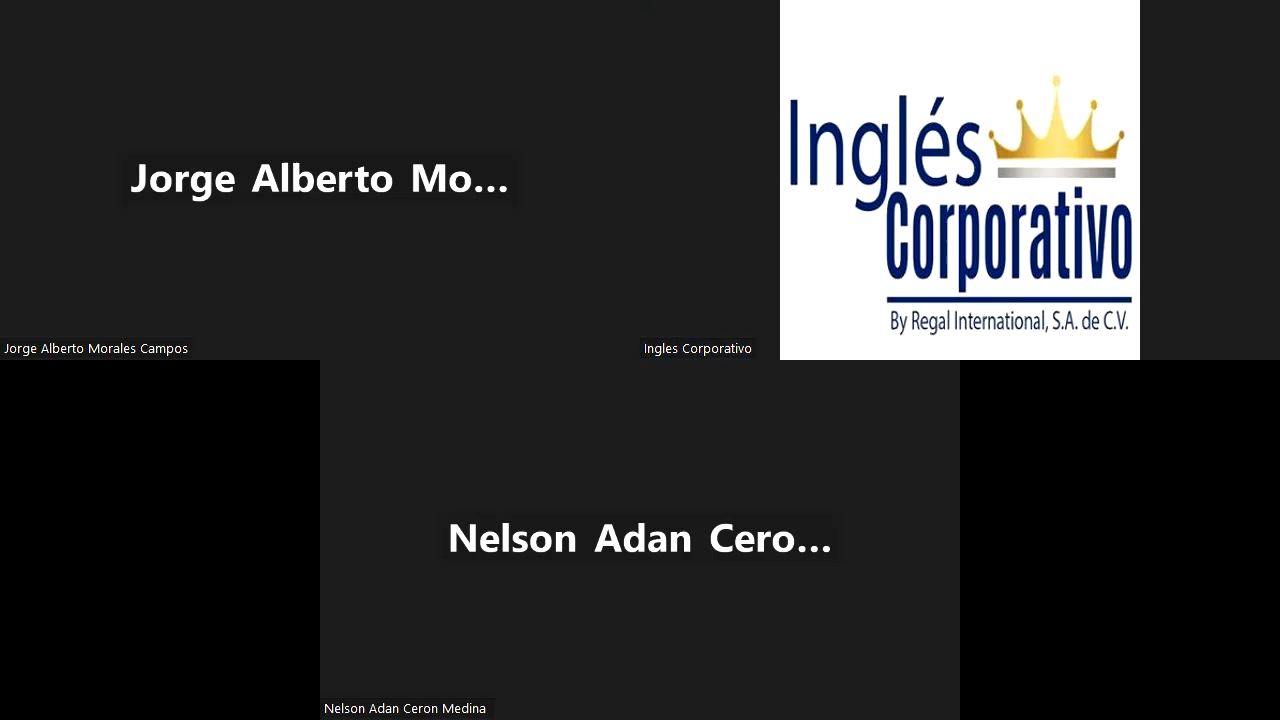 Jorge Alberto Mo...
Jorge Alberto Morales Campos
Inglés
Corporativo
By Regal International, S.A. de C.V.
Ingles Corporativo
Nelson Adan Cero...
Nelson Adan Ceron Medina